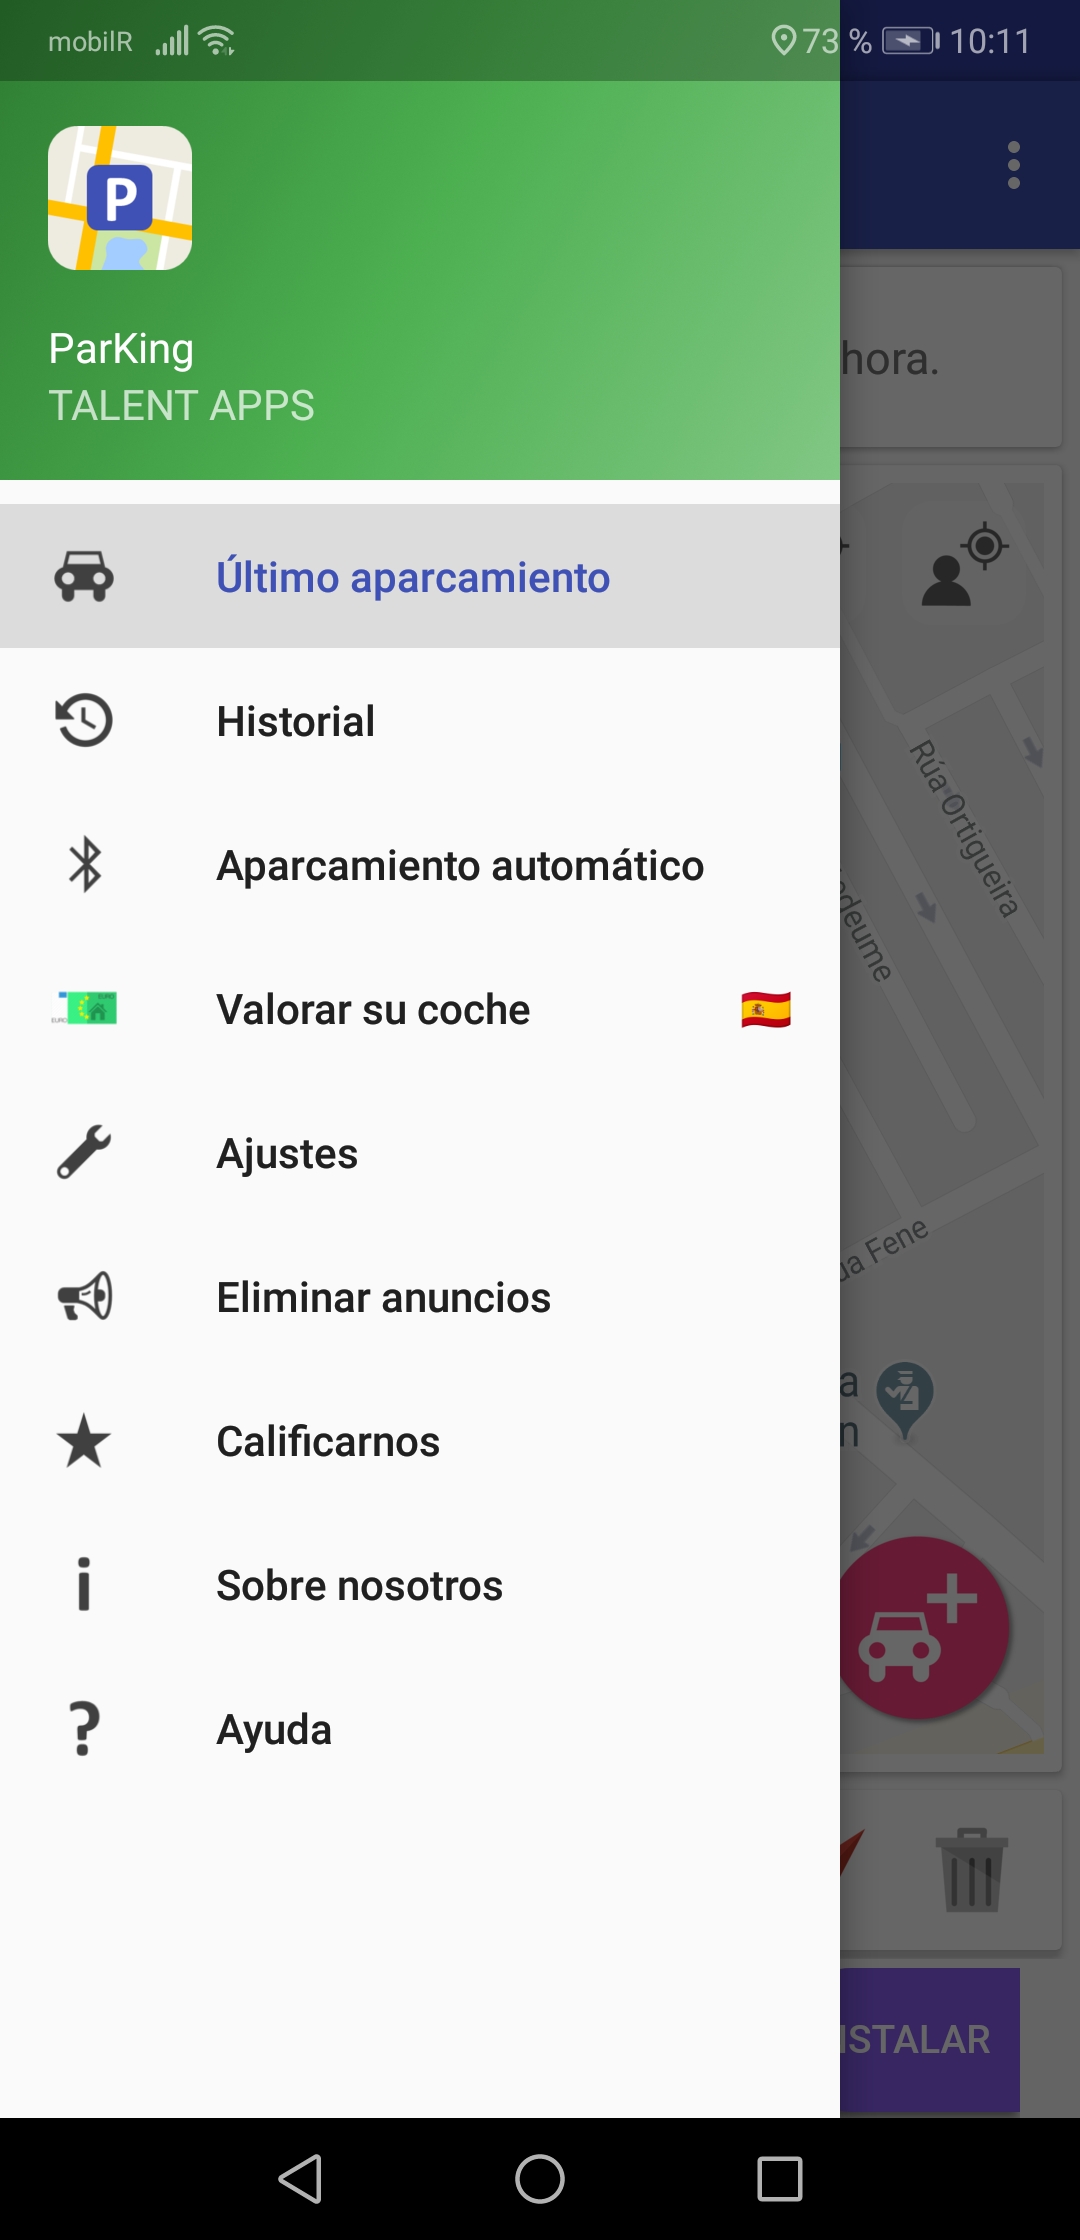 mobilR
73 %
10:11
P
ParKing
TALENT APPS
hora.
Último aparcamiento
Historial
Rúa Ortigueira
Aparcamiento automático
Valorar su coche
Ajustes
Fene
Eliminar anuncios
Calificarnos
Sobre nosotros
Ayuda
ISTALAR